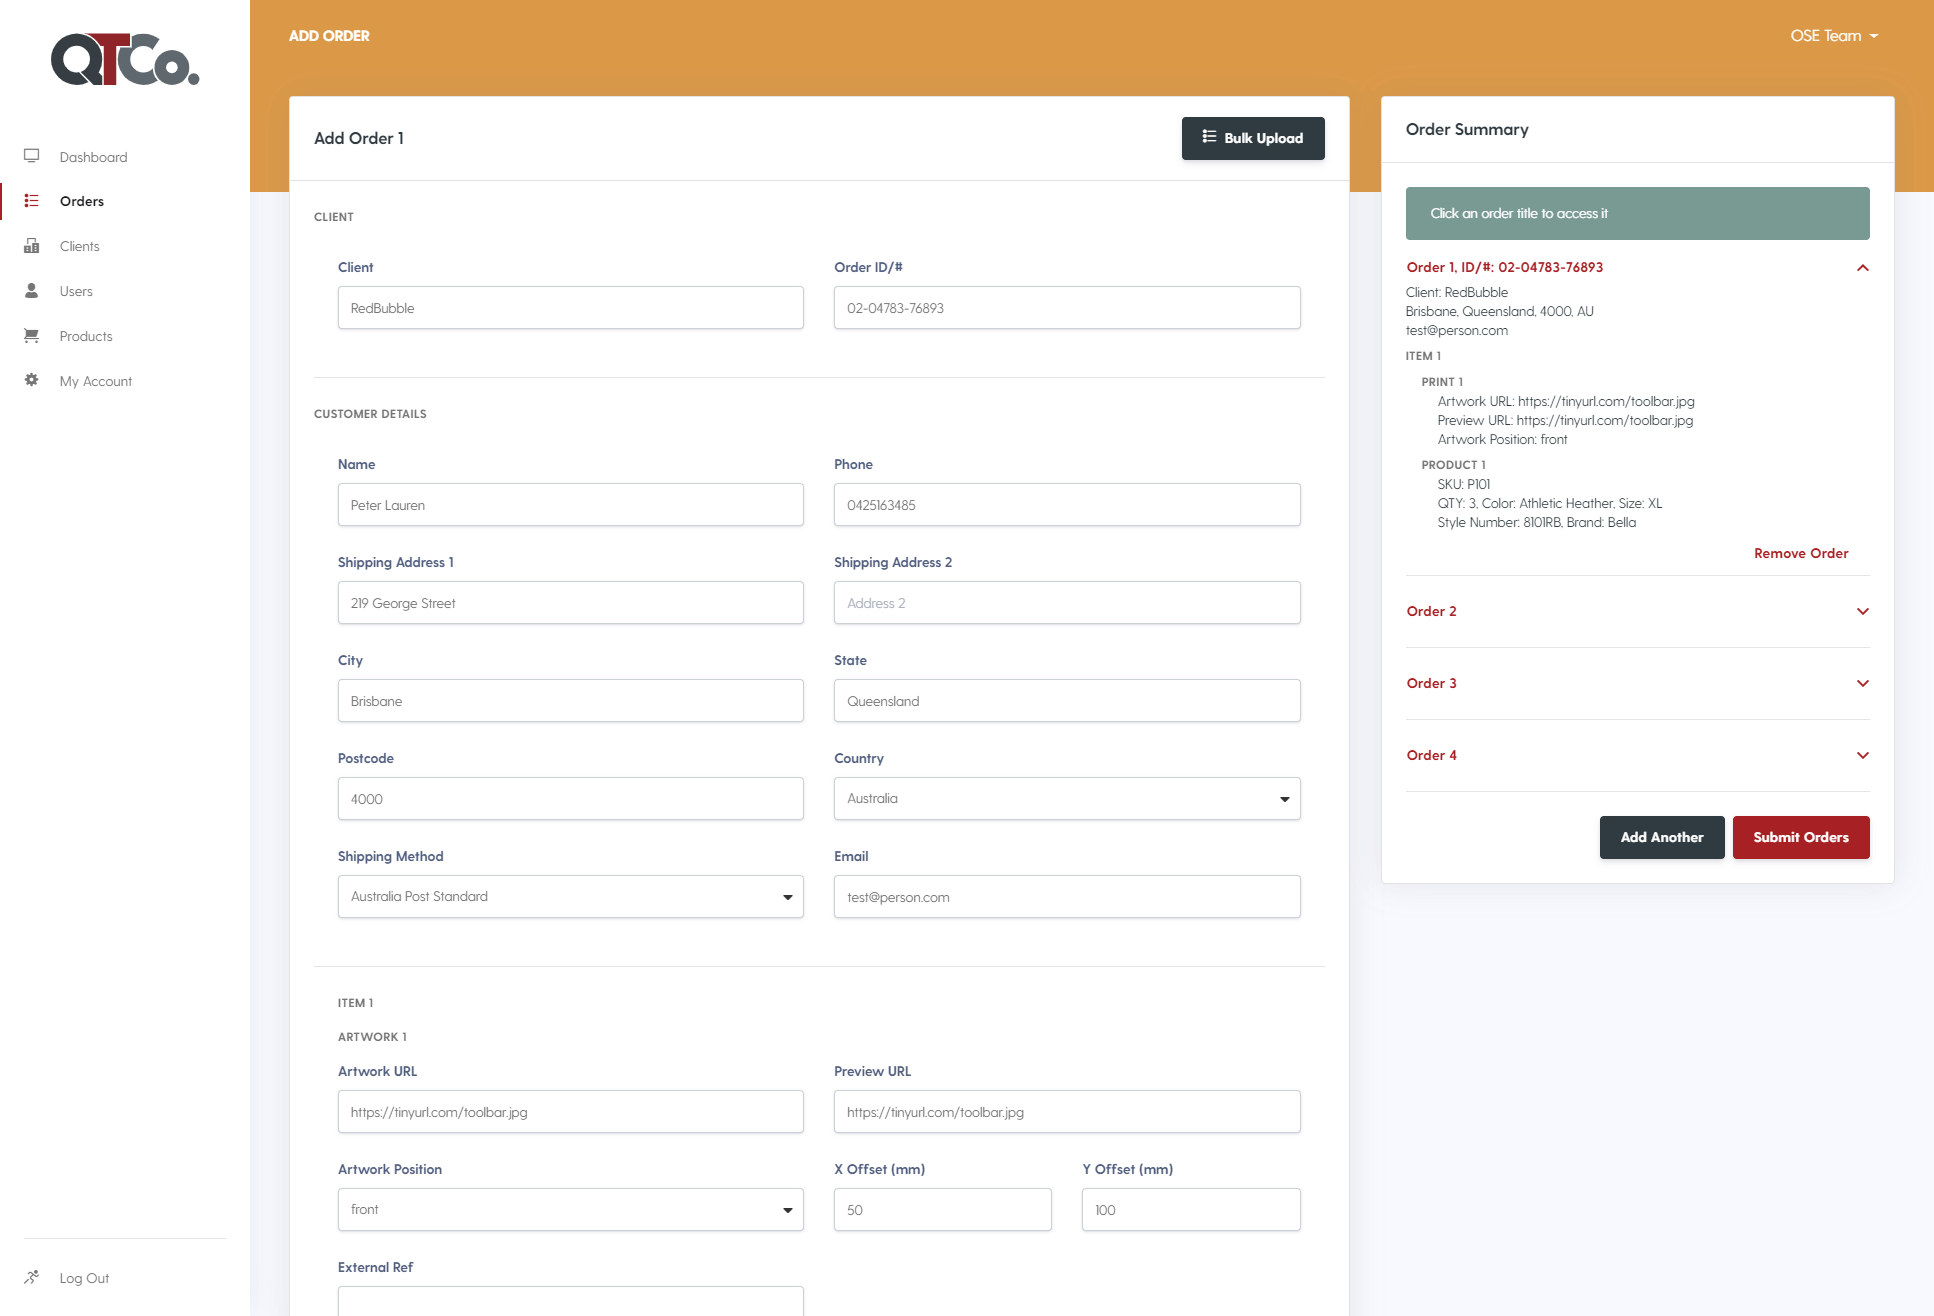 QTCo.
Dashboard
Orders
Clients
Users
Products
My Account
Log Out
ADD ORDER
OSE Team
Add Order 1
Bulk Upload
CLIENT
Client
Order ID/#
RedBubble
02-04783-76893
CUSTOMER DETAILS
Name
Phone
Peter Lauren
0425163485
Shipping Address 1
Shipping Address 2
219 George Street
Address 2
City
State
Brisbane
Queensland
Postcode
Country
4000
Australia
Shipping Method
Email
Australia Post Standard
test@person.com
ITEM 1
ARTWORK 1
Artwork URL
Preview URL
https://tinyurl.com/toolbar.jpg
https://tinyurl.com/toolbar.jpg
Artwork Position
X Offset (mm)
Y Offset (mm)
front
50
100
External Ref
Order Summary
Click an order title to access it
Order 1, ID/#: 02-04783-76893
Client: RedBubble
Brisbane, Queensland, 4000, AU
test@person.com
ITEM 1
PRINT 1
Artwork URL: https://tinyurl.com/toolbar.jpg
Preview URL: https://tinyurl.com/toolbar.jpg
Artwork Position: front
PRODUCT 1
SKU: P101
QTY: 3, Color: Athletic Heather, Size: XL
Style Number: 8101RB, Brand: Bella
Remove Order
Order 2
Order 3
Order 4
Add Another
Submit Orders